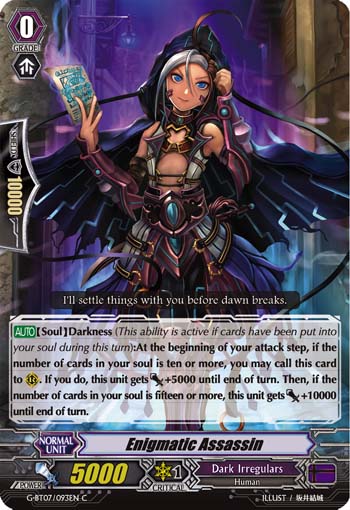 0
GRADE
SHIELD
10000
I'll settle things with you before dawn breaks.
AUTO【Soul】Darkness (This ability is active if cards have been put into
your soul during this turn):At the beginning of your attack step, if the
number of cards in your soul is ten or more, you may call this card
to . If you do, this unit gets +5000 until end of turn. Then, if the
number of cards in your soul is fifteen or more, this unit gets +10000
until end of turn.
NORMAL
UNIT
Enigmatic Assassin
POWER
5000
1
CRITICAL
Dark Irregulars
Human
G-BT07/093EN C
ILLUST / 坂井結城